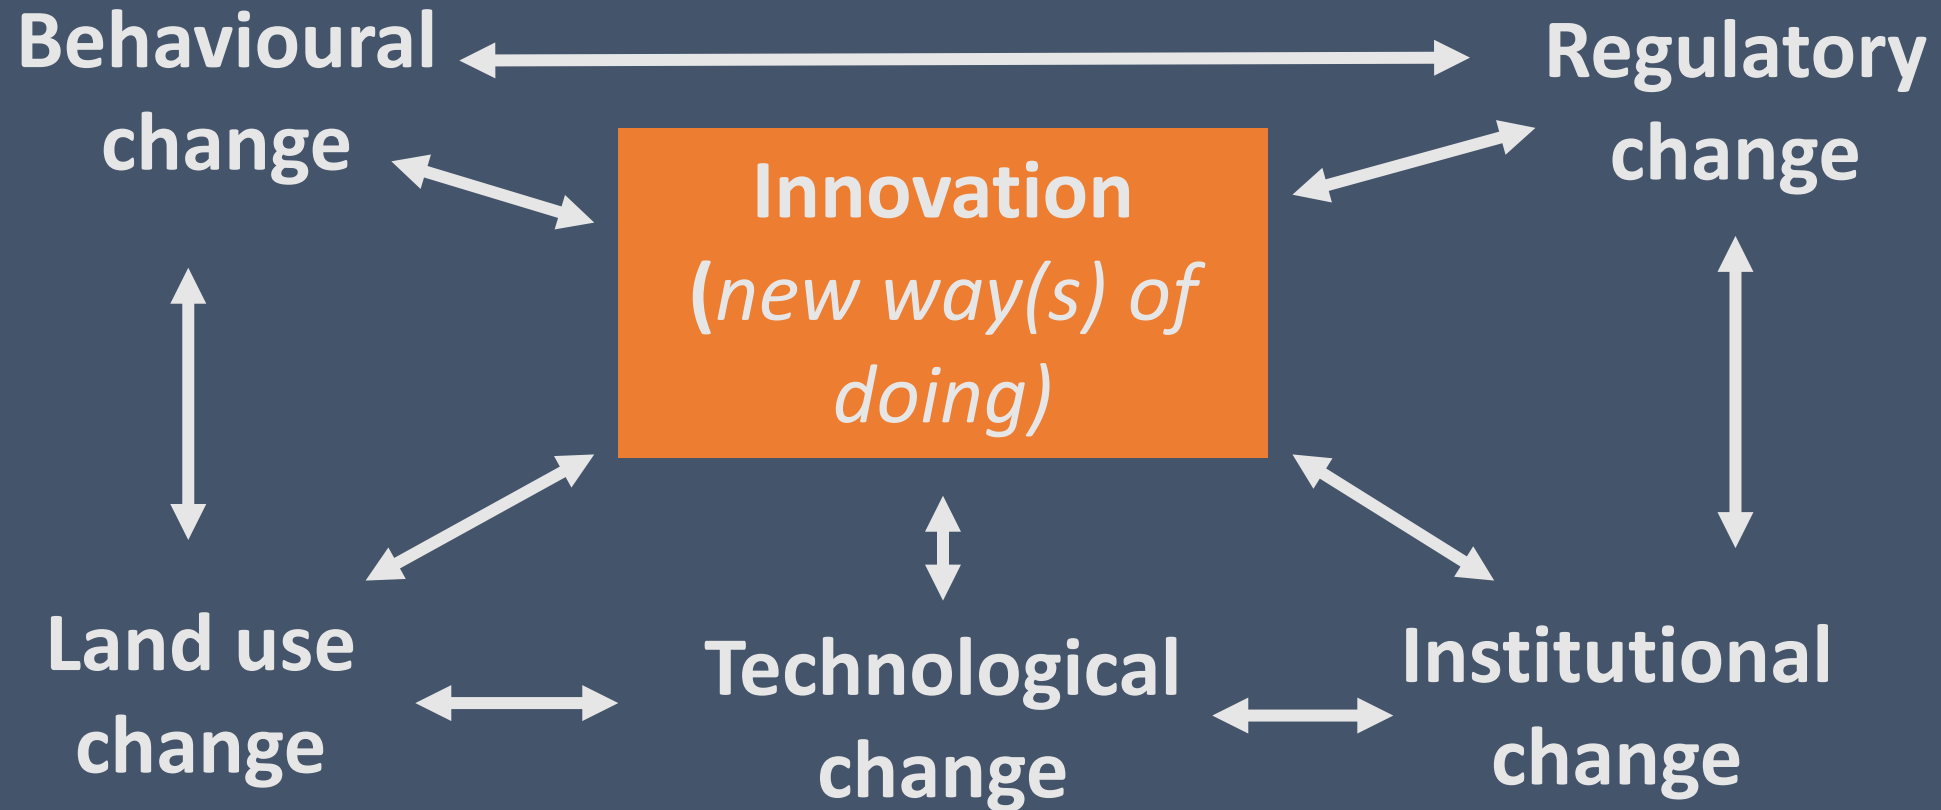 Behavioural
change
Regulatory
change
Innovation
(new way(s) of
doing)
Land use
change
Technological
change
Institutional
change